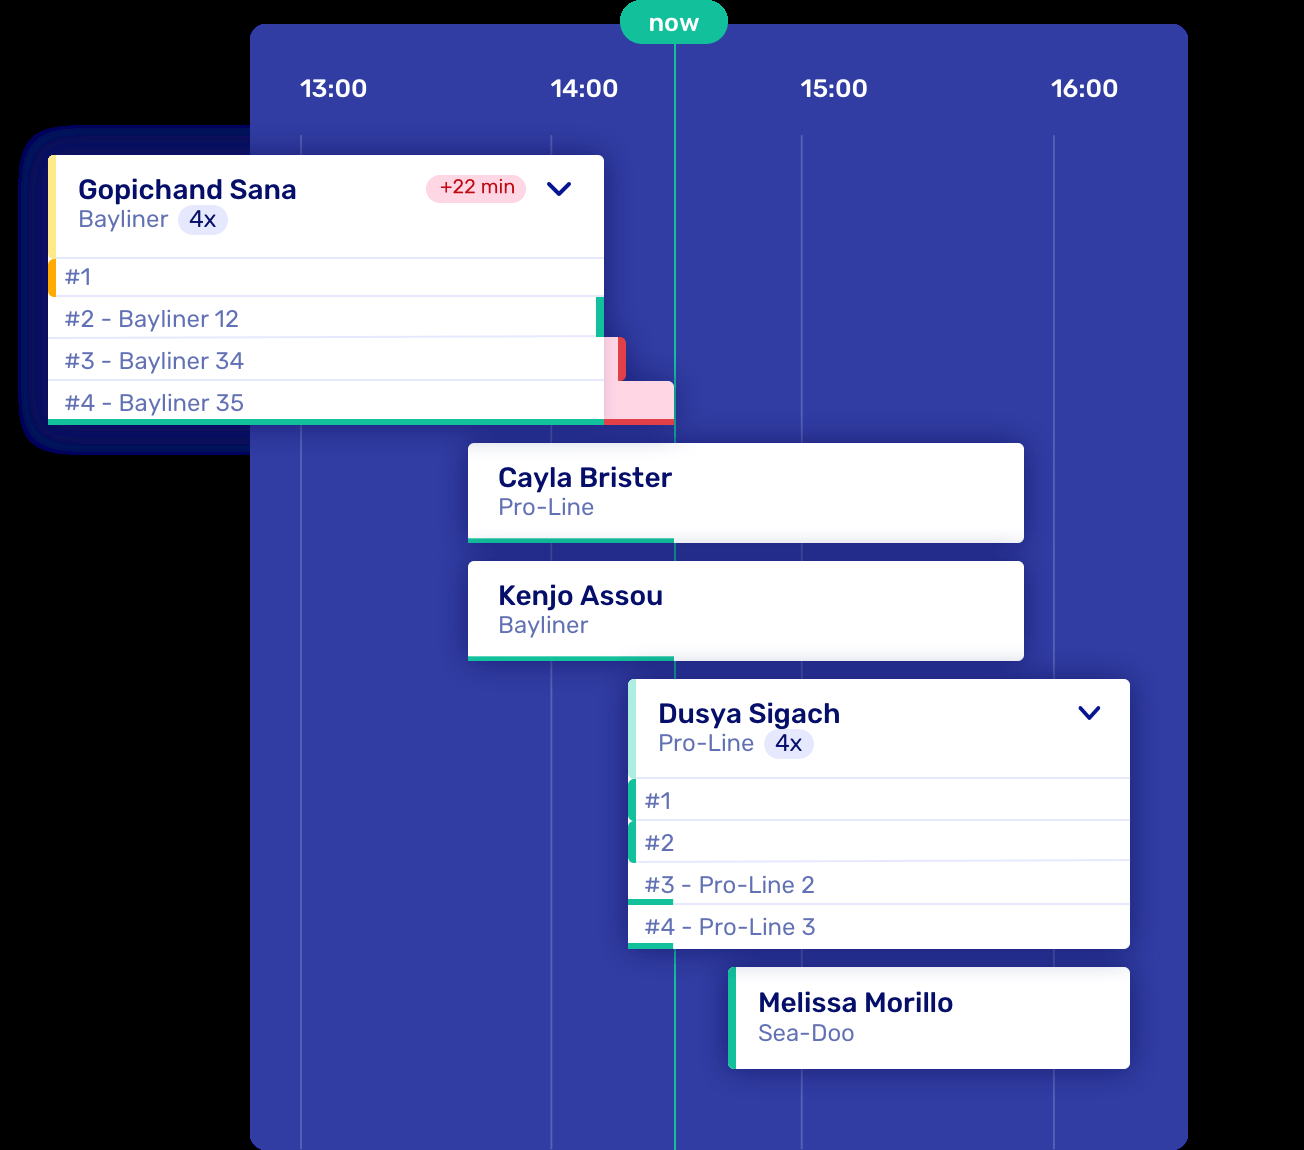 now
13:00 14:00 15:00 16:00
Gopichand Sana +22 min
Bayliner 4x
#1
#2 - Bayliner 12
#3 - Bayliner 34
#4 - Bayliner 35
Cayla Brister
Pro-Line
Kenjo Assou
Bayliner
Dusya Sigach
Pro-Line 4x
#1
#2
#3 - Pro-Line 2
#4 - Pro-Line 3
Melissa Morillo
Sea-Doo